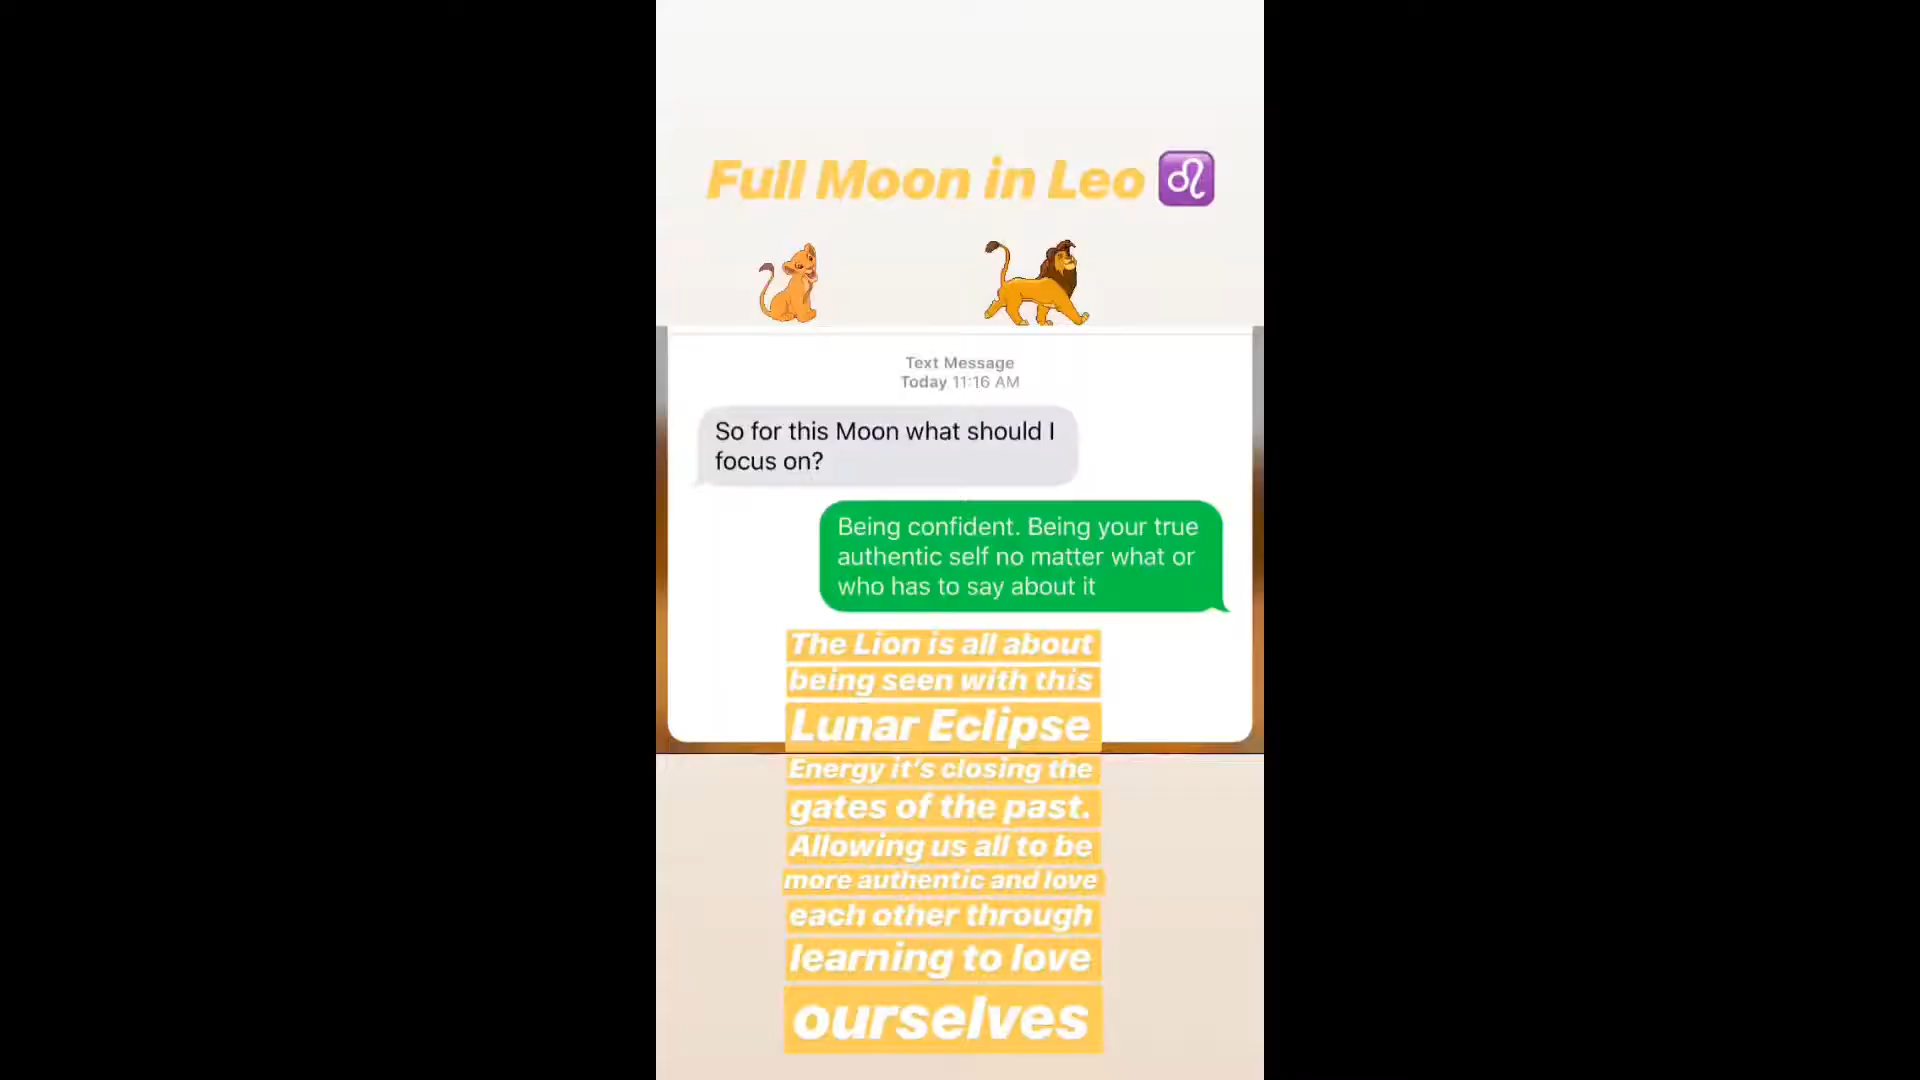 Full Moon in Leo ♌
Text Message
Today 11:16 AM
So for this Moon what should I
focus on?
Being confident. Being your true
authentic self no matter what or
who has to say about it
The Lion is all about
being seen with this
Lunar Eclipse
Energy it's closing the
gates of the past.
Allowing us all to be
more authentic and love
each other through
learning to love
ourselves